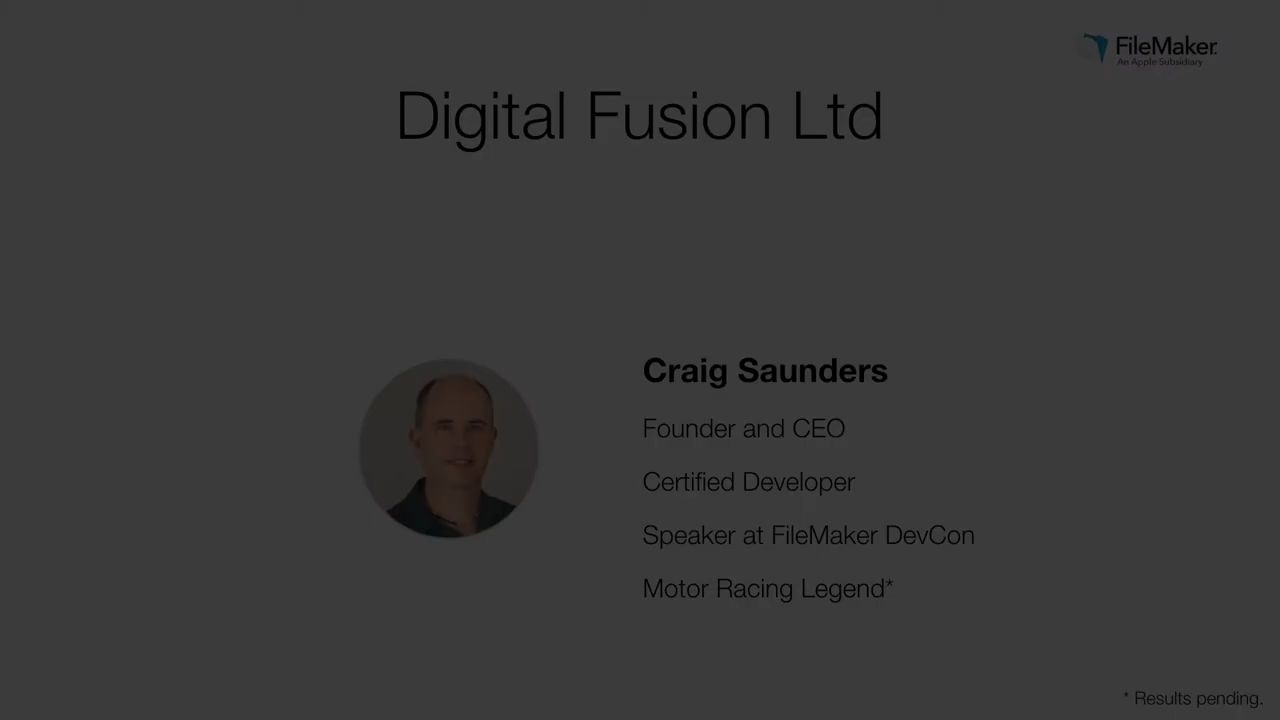 FileMaker
An Apple Subsidiary
Digital Fusion Ltd
Craig Saunders
Founder and CEO
Certified Developer
Speaker at FileMaker DevCon
Motor Racing Legend*
* Results pending.